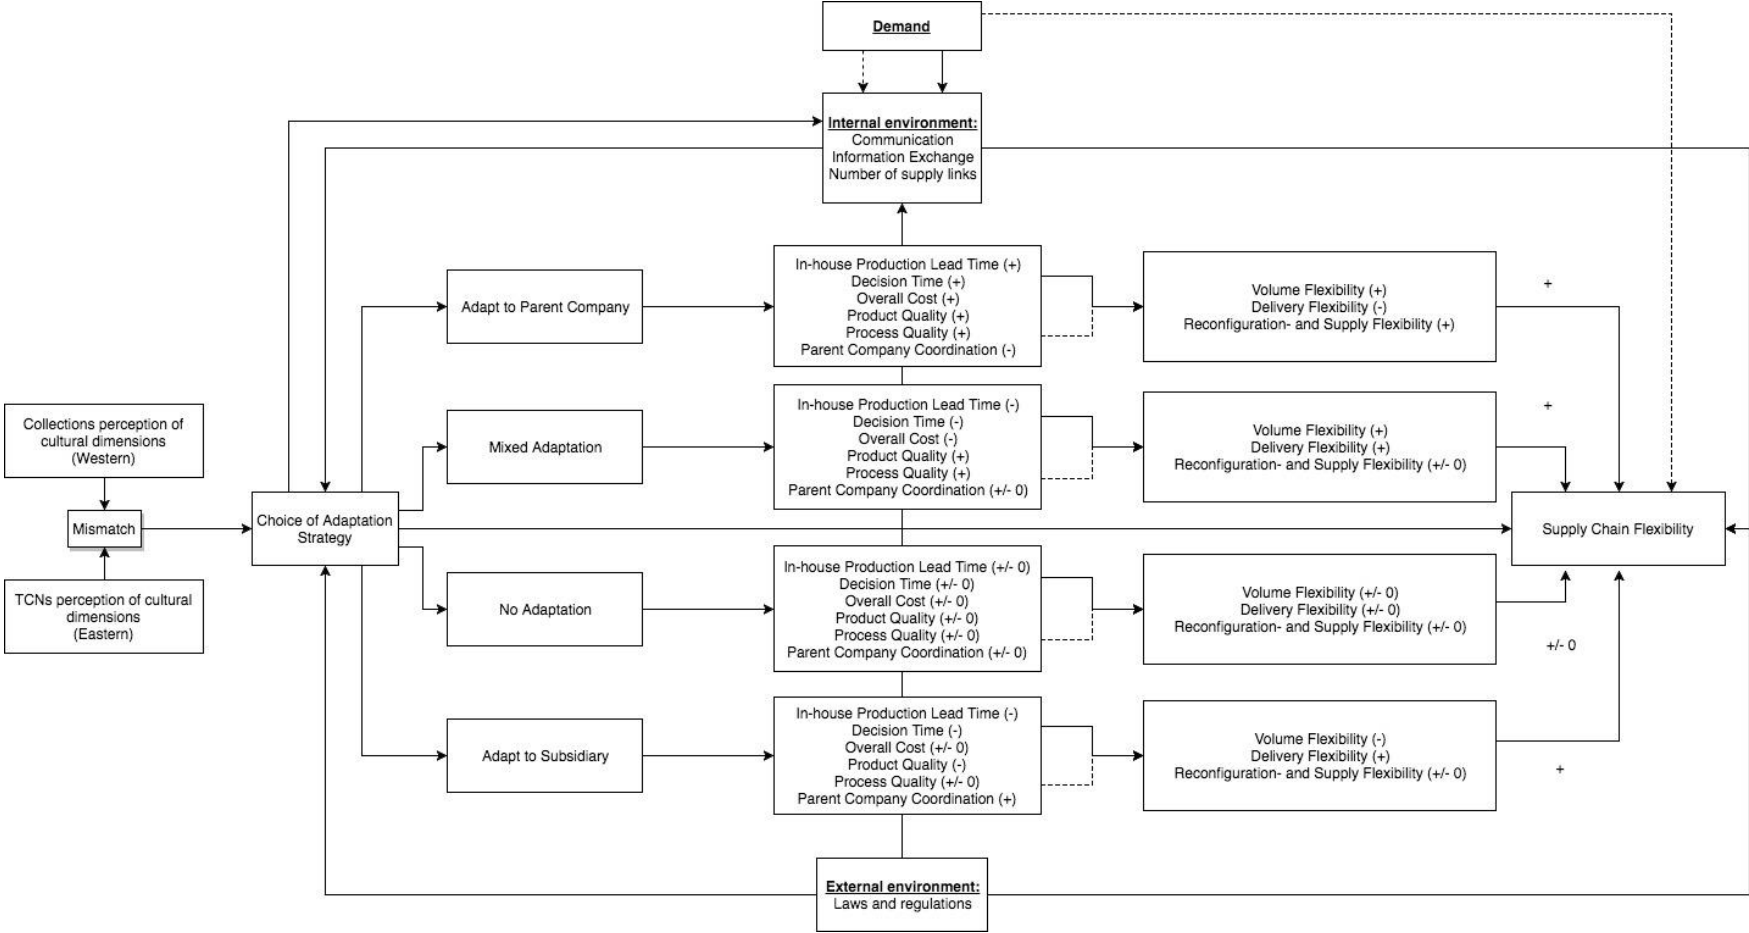 Demand
Internal environment:
Communication
Information Exchange
Number of supply links
Adapt to Parent Company
In-house Production Lead Time (+)
Decision Time (+)
Overall Cost (+)
Product Quality (+)
Process Quality (+)
Parent Company Coordination (-)
Volume Flexibility (+)
Delivery Flexibility (-)
Reconfiguration- and Supply Flexibility (+)
+
Mixed Adaptation
In-house Production Lead Time (-)
Decision Time (-)
Overall Cost (-)
Product Quality (+)
Process Quality (+)
Parent Company Coordination (+/- 0)
Volume Flexibility (+)
Delivery Flexibility (+)
Reconfiguration- and Supply Flexibility (+/- 0)
+
Collections perception of
cultural dimensions
(Western)
Mismatch
TCNs perception of cultural
dimensions
(Eastern)
Choice of Adaptation
Strategy
Supply Chain Flexibility
No Adaptation
In-house Production Lead Time (+/- 0)
Decision Time (+/- 0)
Overall Cost (+/- 0)
Product Quality (+/- 0)
Process Quality (+/- 0)
Parent Company Coordination (+/- 0)
Volume Flexibility (+/- 0)
Delivery Flexibility (+/- 0)
Reconfiguration- and Supply Flexibility (+/- 0)
+/- 0
Adapt to Subsidiary
In-house Production Lead Time (-)
Decision Time (-)
Overall Cost (+/- 0)
Product Quality (-)
Process Quality (+/- 0)
Parent Company Coordination (+)
Volume Flexibility (-)
Delivery Flexibility (+)
Reconfiguration- and Supply Flexibility (+/- 0)
+
External environment:
Laws and regulations